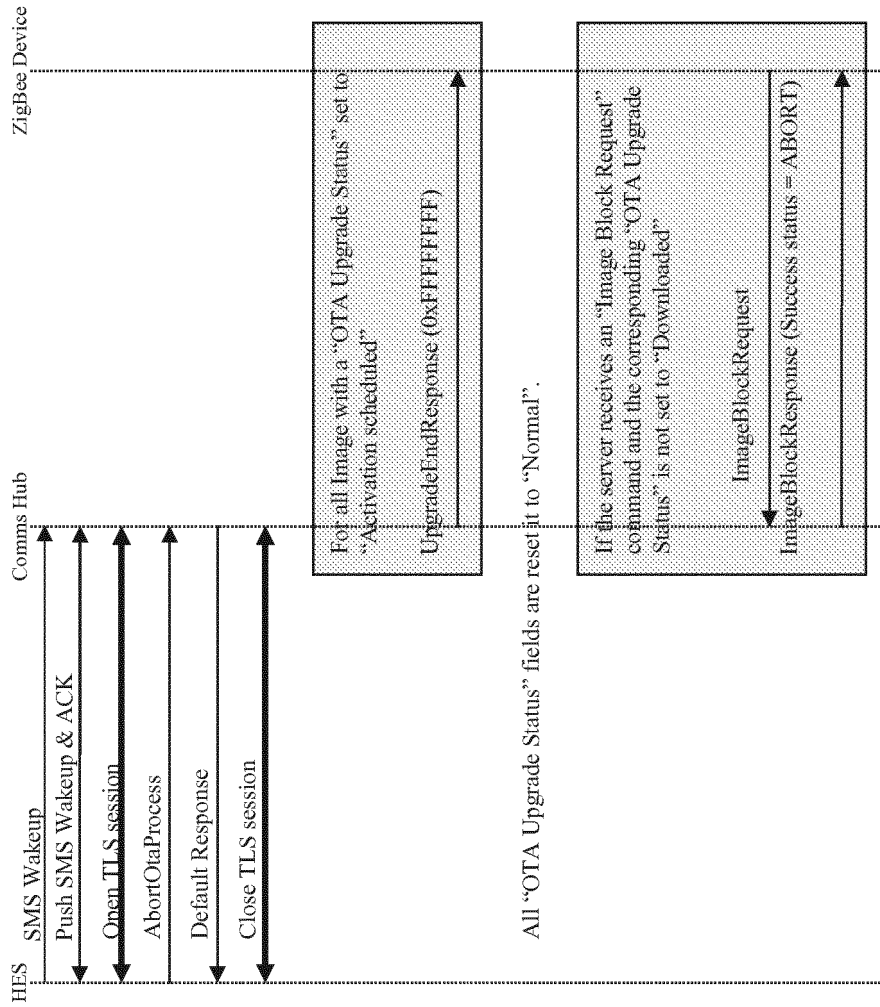 HES
Comms Hub
ZigBee Device
SMS Wakeup
Push SMS Wakeup & ACK
Open TLS session
AbortOtaProcess
Default Response
Close TLS session
For all Image with a “OTA Upgrade Status” set to
“Activation scheduled”
UpgradeEndResponse (0xFFFFFFFF)
All “OTA Upgrade Status” fields are reset it to “Normal”.
If the server receives an “Image Block Request”
command and the corresponding “OTA Upgrade
Status” is not set to “Downloaded”
ImageBlockRequest
ImageBlockResponse (Success status = ABORT)